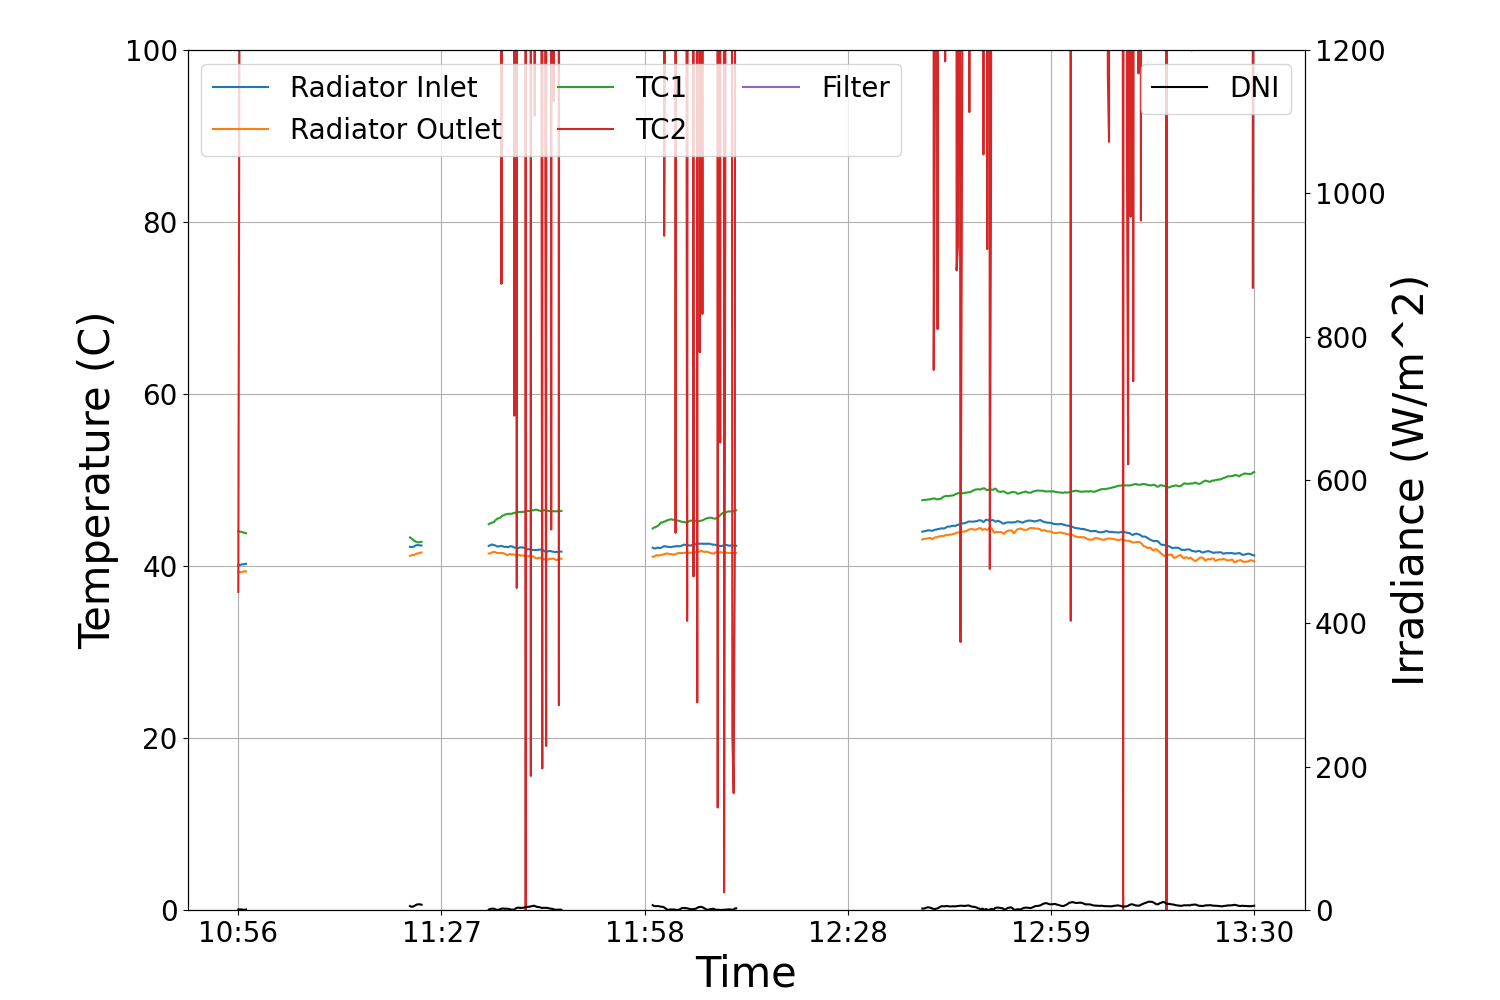 100
80
60
40
20
0
Temperature (C)
Radiator Inlet
Radiator Outlet
TC1
TC2
Filter
DNI
1200
1000
800
600
400
200
0
Irradiance (W/m^2)
10:56
11:27
11:58
12:28
12:59
13:30
Time